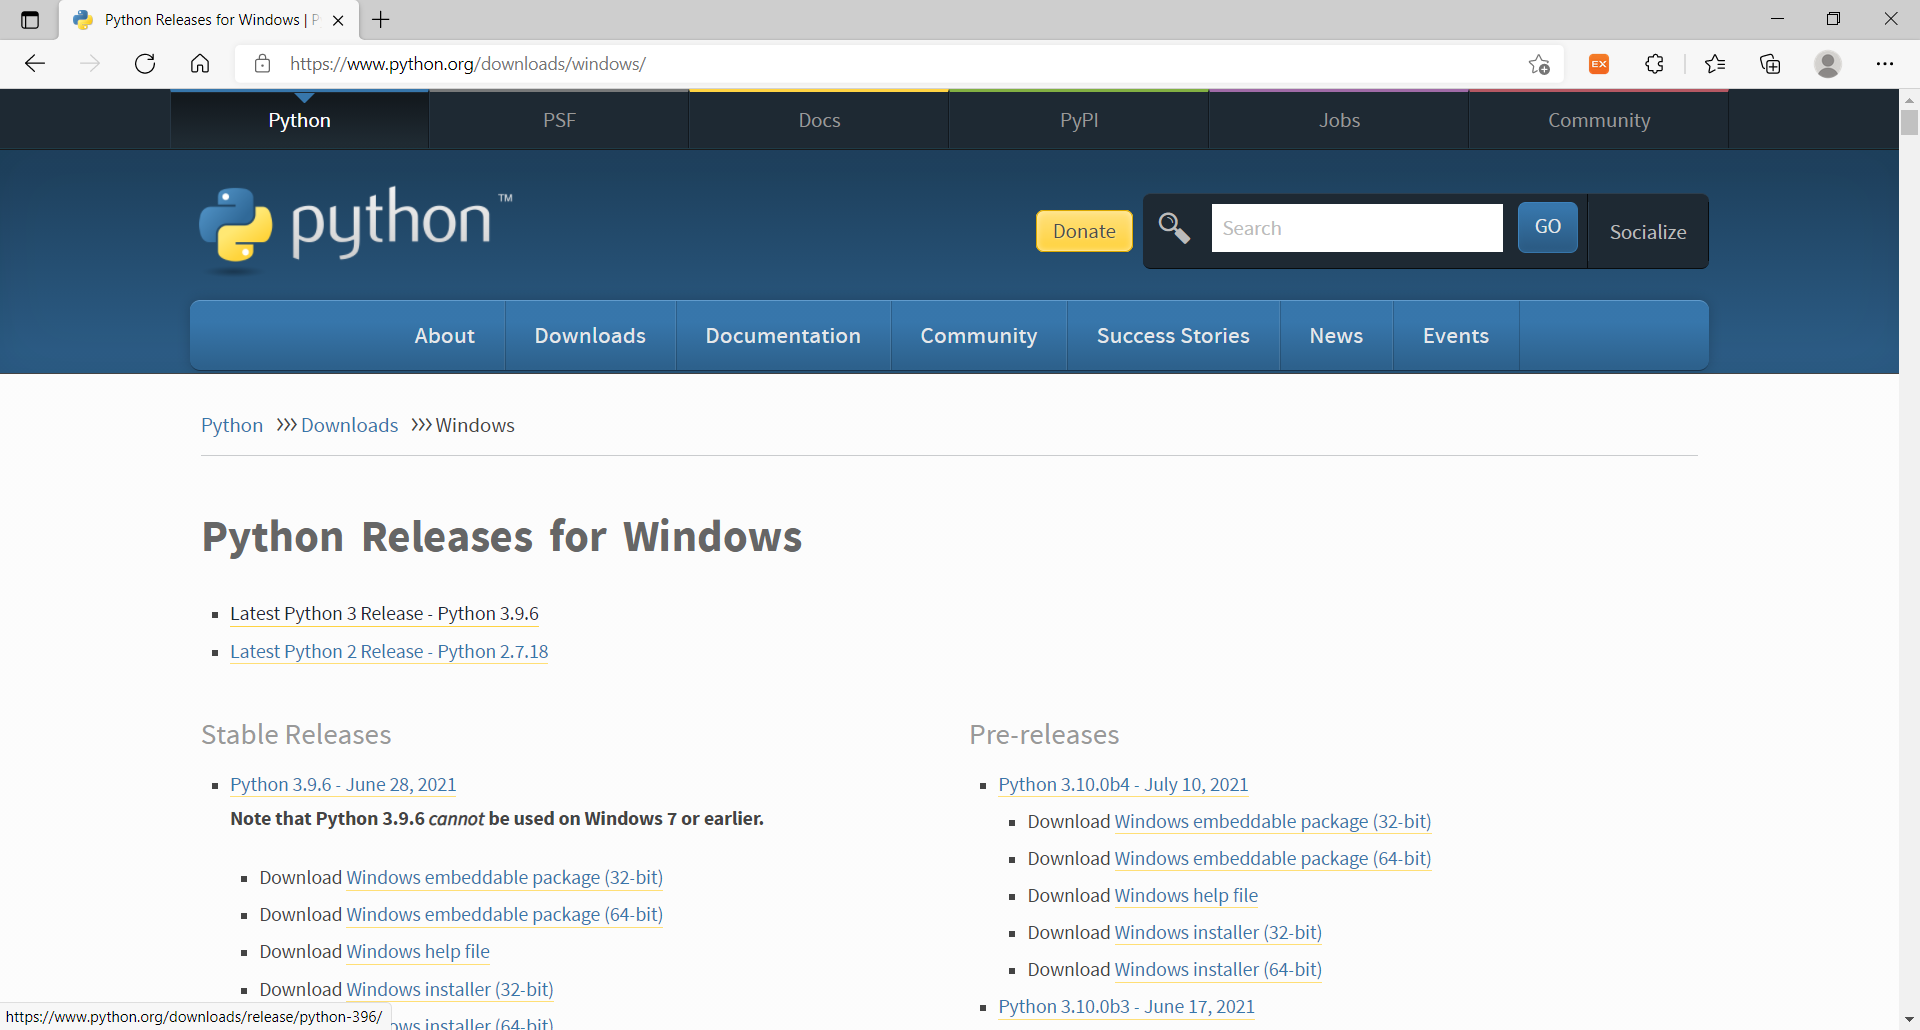 Python Releases for Windows | P
https://www.python.org/downloads/windows/
EX
Python PSF Docs PyPI Jobs Community
python™
Donate Search GO Socialize
About Downloads Documentation Community Success Stories News Events
Python >>> Downloads >>> Windows
Python Releases for Windows
Latest Python 3 Release - Python 3.9.6
Latest Python 2 Release - Python 2.7.18
Stable Releases
Python 3.9.6 - June 28, 2021
Note that Python 3.9.6 cannot be used on Windows 7 or earlier.
Download Windows embeddable package (32-bit)
Download Windows embeddable package (64-bit)
Download Windows help file
Download Windows installer (32-bit)
ows installer (64-bit)
Pre-releases
Python 3.10.0b4 - July 10, 2021
Download Windows embeddable package (32-bit)
Download Windows embeddable package (64-bit)
Download Windows help file
Download Windows installer (32-bit)
Download Windows installer (64-bit)
Python 3.10.0b3 - June 17, 2021
https://www.python.org/downloads/release/python-396/